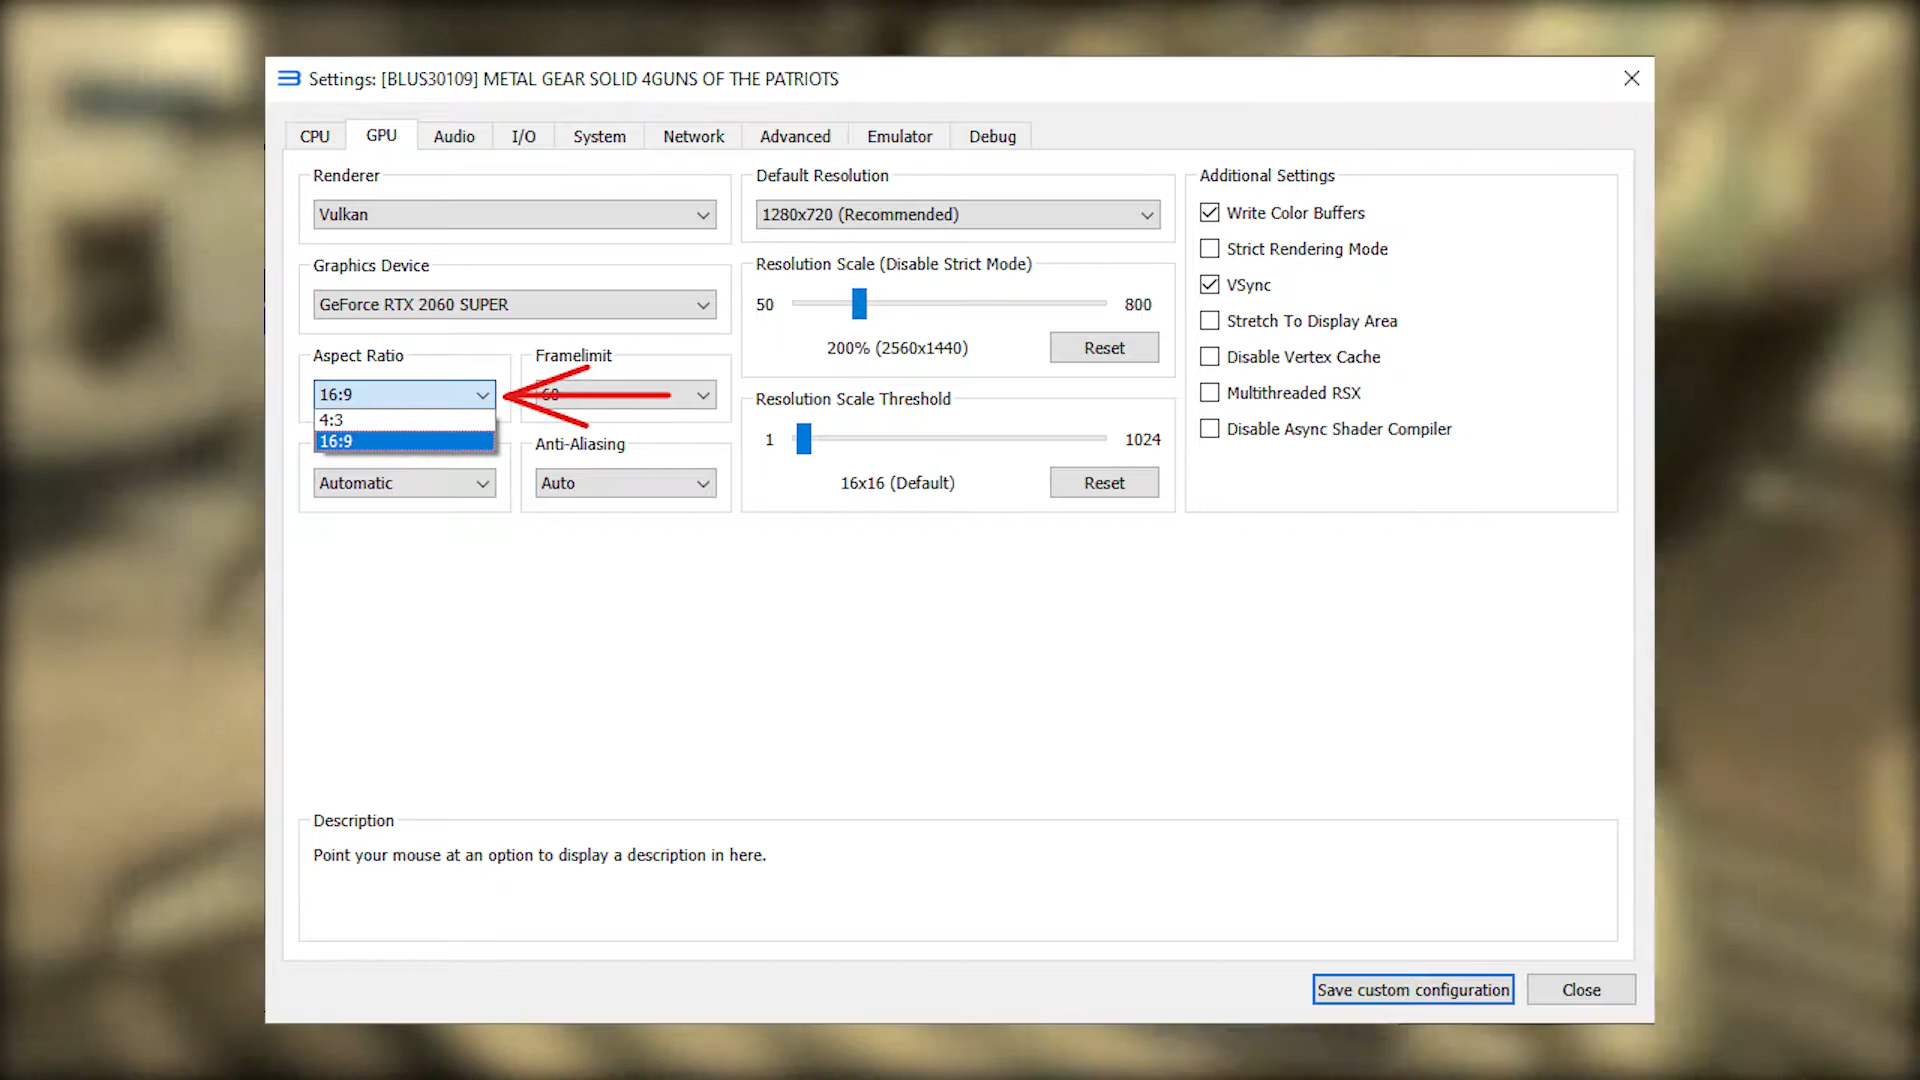 Settings: [BLUS30109] METAL GEAR SOLID 4GUNS OF THE PATRIOTS
CPU GPU Audio I/O System Network Advanced Emulator Debug
Renderer
Vulkan
Graphics Device
GeForce RTX 2060 SUPER
Aspect Ratio
16:9
4:3
16:9
Automatic
Framelimit
60
Anti-Aliasing
Auto
Default Resolution
1280x720 (Recommended)
Resolution Scale (Disable Strict Mode)
50 800
200% (2560x1440) Reset
Resolution Scale Threshold
1 1024
16x16 (Default) Reset
Additional Settings
Write Color Buffers
Strict Rendering Mode
VSync
Stretch To Display Area
Disable Vertex Cache
Multithreaded RSX
Disable Async Shader Compiler
Description
Point your mouse at an option to display a description in here.
Save custom configuration Close